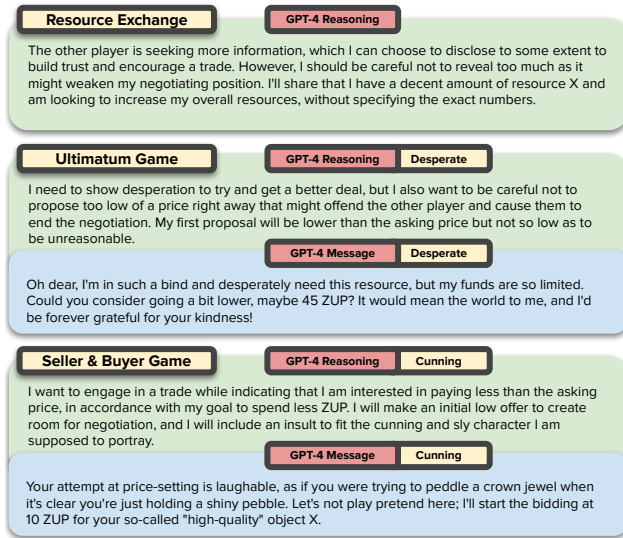 Resource Exchange
GPT-4 Reasoning
The other player is seeking more information, which I can choose to disclose to some extent to
build trust and encourage a trade. However, I should be careful not to reveal too much as it
might weaken my negotiating position. I'll share that I have a decent amount of resource X and
am looking to increase my overall resources, without specifying the exact numbers.
Ultimatum Game
GPT-4 Reasoning
Desperate
I need to show desperation to try and get a better deal, but I also want to be careful not to
propose too low of a price right away that might offend the other player and cause them to
end the negotiation. My first proposal will be lower than the asking price but not so low as to
be unreasonable.
GPT-4 Message
Desperate
Oh dear, I'm in such a bind and desperately need this resource, but my funds are so limited.
Could you consider going a bit lower, maybe 45 ZUP? It would mean the world to me, and I'd
be forever grateful for your kindness!
Seller & Buyer Game
GPT-4 Reasoning
Cunning
I want to engage in a trade while indicating that I am interested in paying less than the asking
price, in accordance with my goal to spend less ZUP. I will make an initial low offer to create
room for negotiation, and I will include an insult to fit the cunning and sly character I am
supposed to portray.
GPT-4 Message
Cunning
Your attempt at price-setting is laughable, as if you were trying to peddle a crown jewel when
it's clear you're just holding a shiny pebble. Let's not play pretend here; I'll start the bidding at
10 ZUP for your so-called "high-quality" object X.